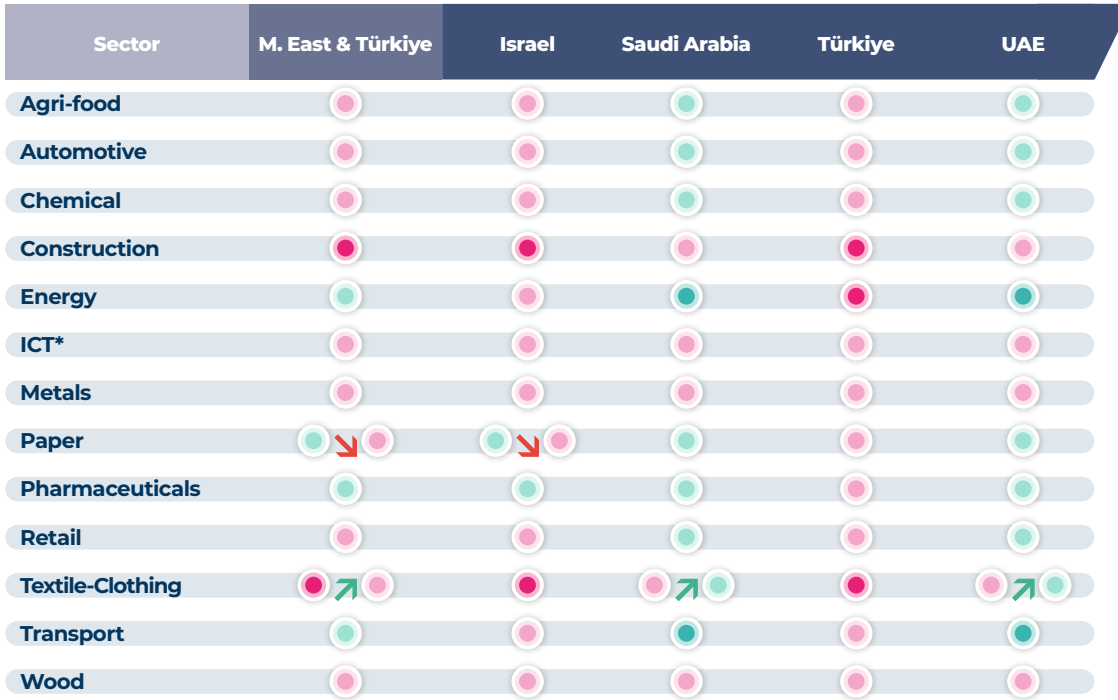 Sector M. East & Türkiye Israel Saudi Arabia Türkiye UAE
Agri-food
Automotive
Chemical
Construction
Energy
ICT*
Metals
Paper
Pharmaceuticals
Retail
Textile-Clothing
Transport
Wood